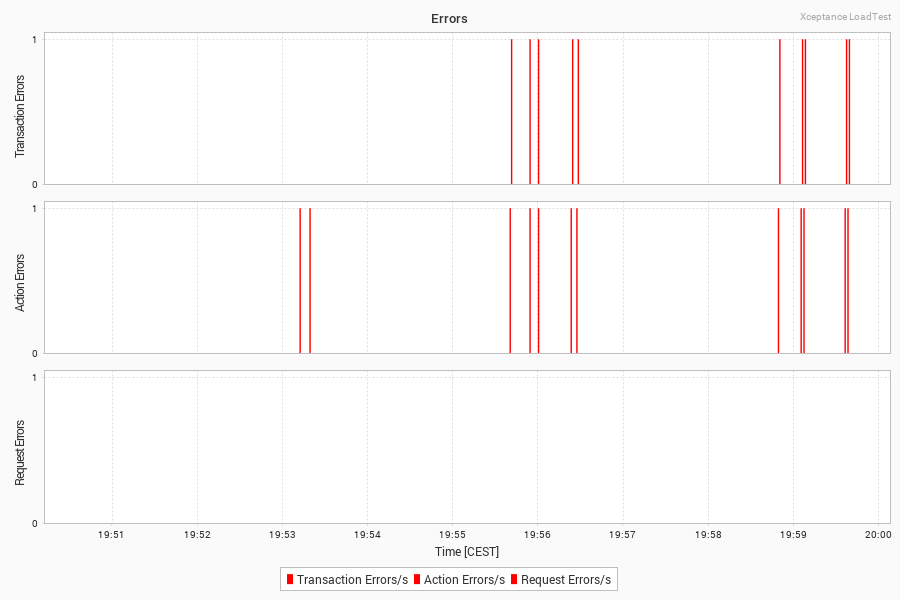 Errors
Xceptance LoadTest
1
Transaction Errors
0
1
Action Errors
0
1
Request Errors
0
19:51 19:52 19:53 19:54 19:55 19:56 19:57 19:58 19:59 20:00
Time [CEST]
Transaction Errors/s Action Errors/s Request Errors/s